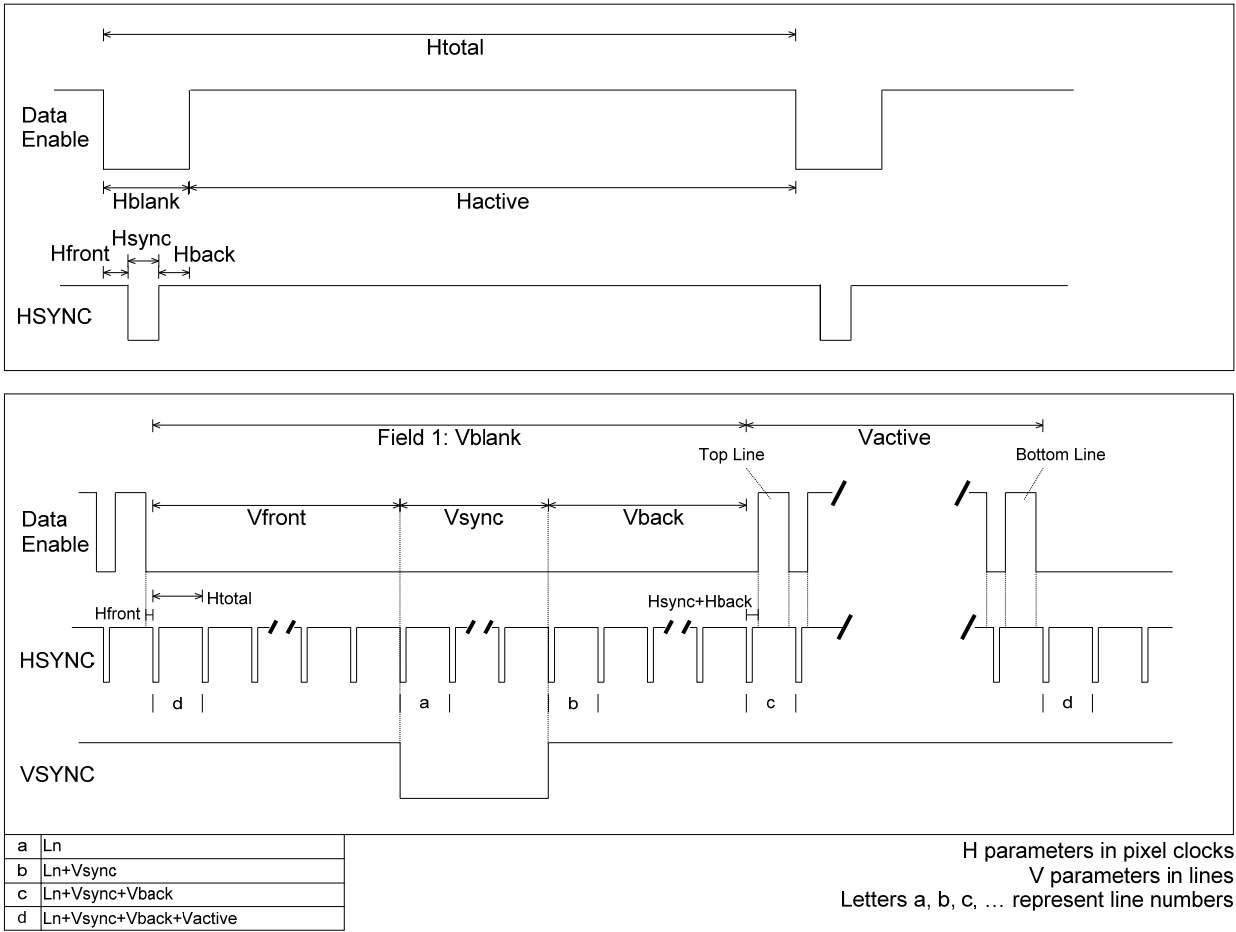 Htotal
Data
Enable
Hblank
Hactive
Hsync
Hfront
Hback
HSYNC
Field 1: Vblank
Vactive
Top Line
Bottom Line
Data
Enable
Vfront
Vsync
Vback
Hfront
Htotal
Hsync+Hback
HSYNC
d
a
b
c
d
VSYNC
a Ln
b Ln+Vsync
c Ln+Vsync+Vback
d Ln+Vsync+Vback+Vactive
H parameters in pixel clocks
V parameters in lines
Letters a, b, c, … represent line numbers